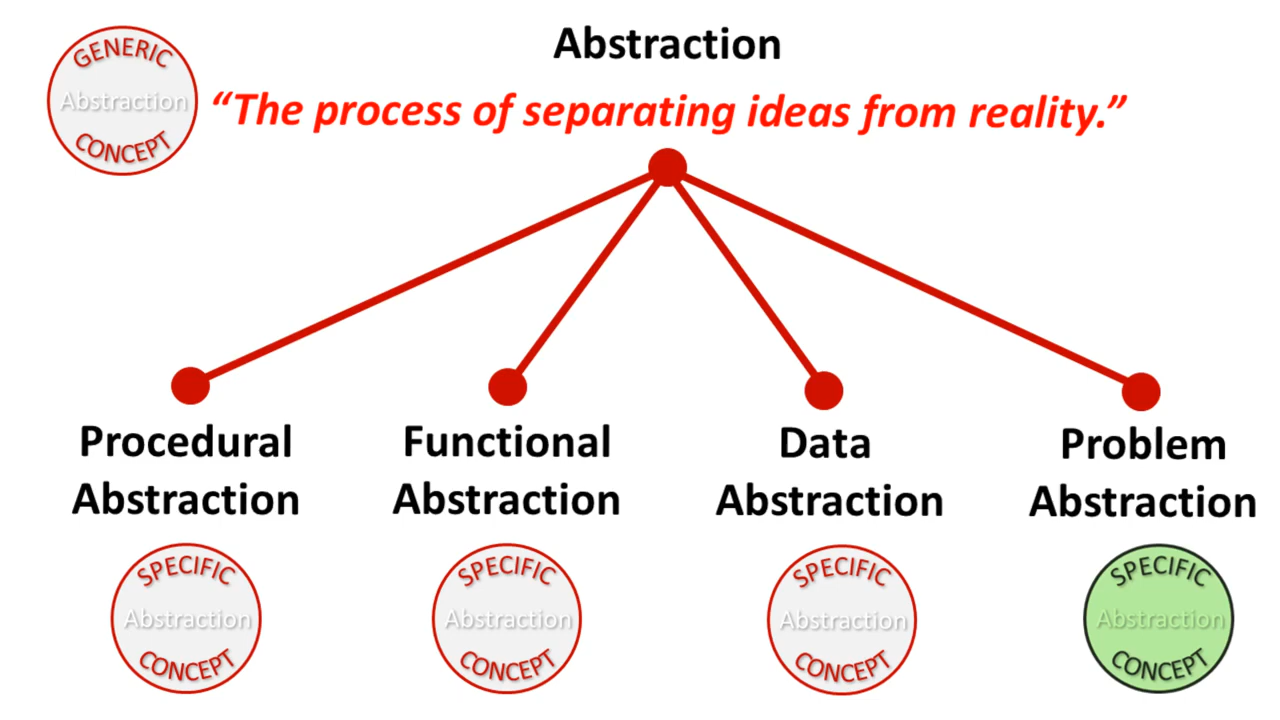 Abstraction
GENERIC
Abstraction
CONCEPT
“The process of separating ideas from reality.”
Procedural
Abstraction
Functional
Abstraction
Data
Abstraction
Problem
Abstraction
SPECIFIC
Abstraction
CONCEPT
SPECIFIC
Abstraction
CONCEPT
SPECIFIC
Abstraction
CONCEPT
SPECIFIC
Abstraction
CONCEPT